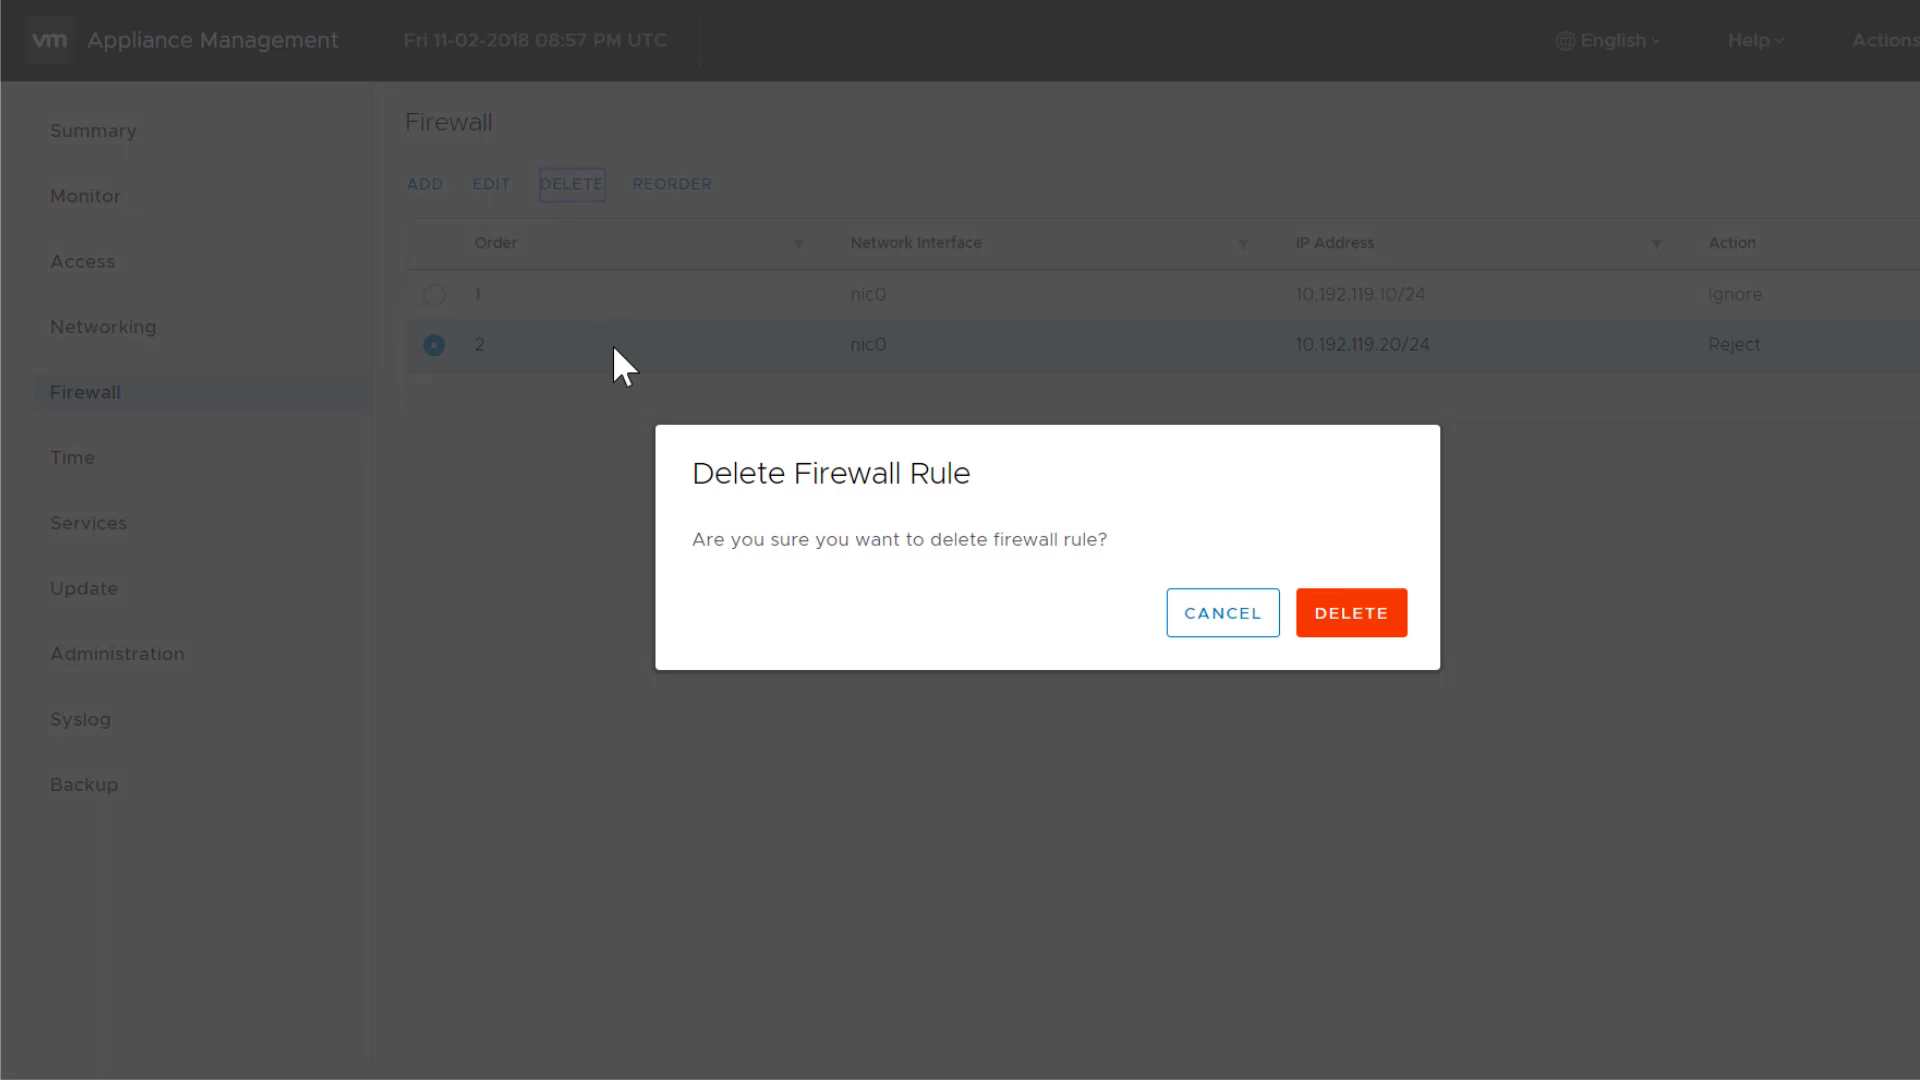 vm Appliance Management Fri 11-02-2018 08:57 PM UTC English Help Actions
Summary
Monitor
Access
Networking
Firewall
Time
Services
Update
Administration
Syslog
Backup
Firewall
ADD EDIT DELETE REORDER
Order Network Interface IP Address Action
1 nic0 10.192.119.10/24 Ignore
2 nic0 10.192.119.20/24 Reject
Delete Firewall Rule
Are you sure you want to delete firewall rule?
CANCEL DELETE